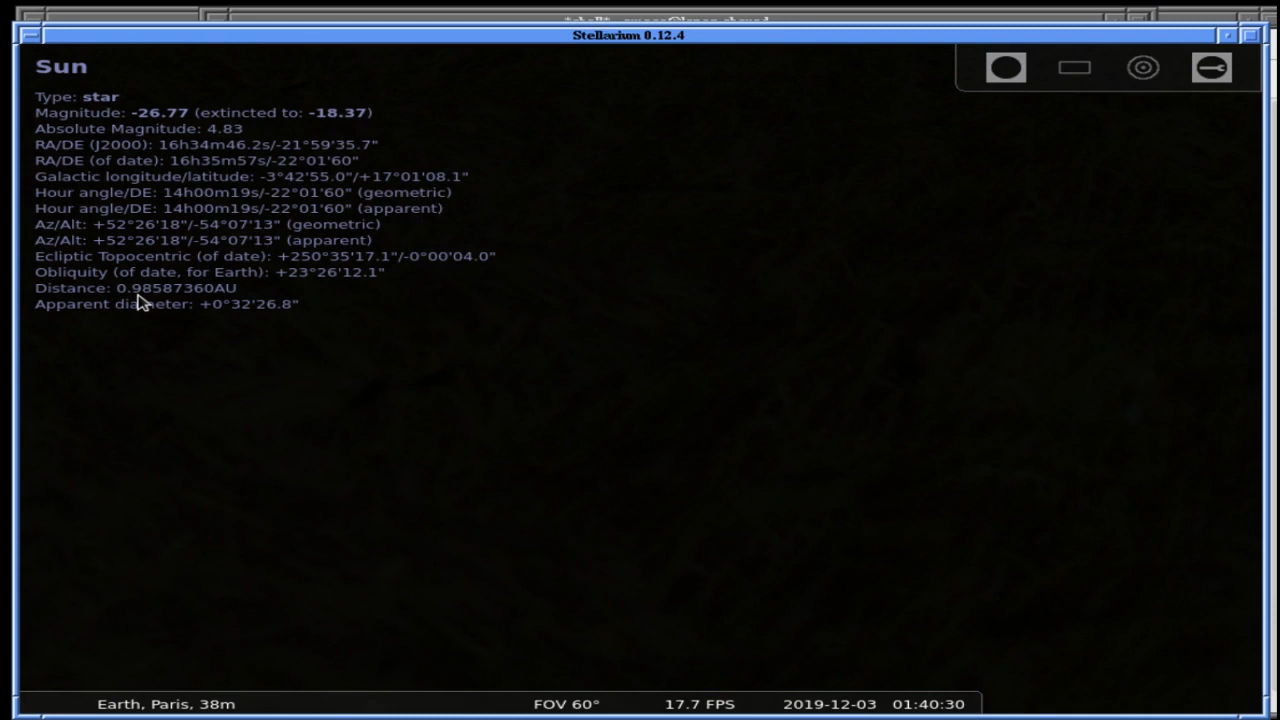 Stellarium 0.12.4
Sun
Type: star
Magnitude: -26.77 (extincted to: -18.37)
Absolute Magnitude: 4.83
RA/DE (J2000): 16h34m46.2s/-21°59'35.7"
RA/DE (of date): 16h35m57s/-22°01'60"
Galactic longitude/latitude: -3°42'55.0"/+17°01'08.1"
Hour angle/DE: 14h00m19s/-22°01'60" (geometric)
Hour angle/DE: 14h00m19s/-22°01'60" (apparent)
Az/Alt: +52°26'18"/-54°07'13" (geometric)
Az/Alt: +52°26'18"/-54°07'13" (apparent)
Ecliptic Topocentric (of date): +250°35'17.1"/-0°00'04.0"
Obliquity (of date, for Earth): +23°26'12.1"
Distance: 0.98587360AU
Apparent diameter: +0°32'26.8"
Earth, Paris, 38m FOV 60° 17.7 FPS 2019-12-03 01:40:30